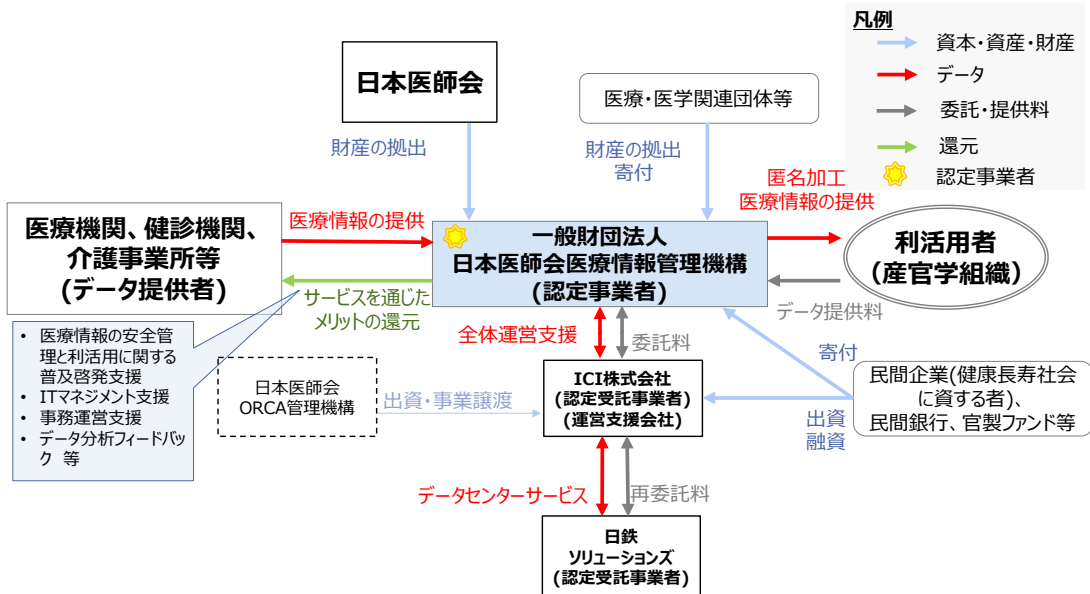 凡例
資本・資産・財産
データ
委託・提供料
還元
認定事業者
日本医師会
医療・医学関連団体等
財産の拠出
財産の拠出
寄付
匿名加工
医療情報の提供
医療機関、健診機関、
介護事業所等
(データ提供者)
医療情報の提供
一般財団法人
日本医師会医療情報管理機構
(認定事業者)
利活用者
(産官学組織)
サービスを通じた
メリットの還元
データ提供料
全体運営支援
委託料
寄付
• 医療情報の安全管
理と利活用に関する
普及啓発支援
• ITマネジメント支援
• 事務運営支援
• データ分析フィードバッ
ク 等
日本医師会
ORCA管理機構
出資・事業譲渡
ICI株式会社
(認定受託事業者)
(運営支援会社)
出資
融資
民間企業(健康長寿社会
に資する者)、
民間銀行、官製ファンド等
データセンターサービス
再委託料
日鉄
ソリューションズ
(認定受託事業者)